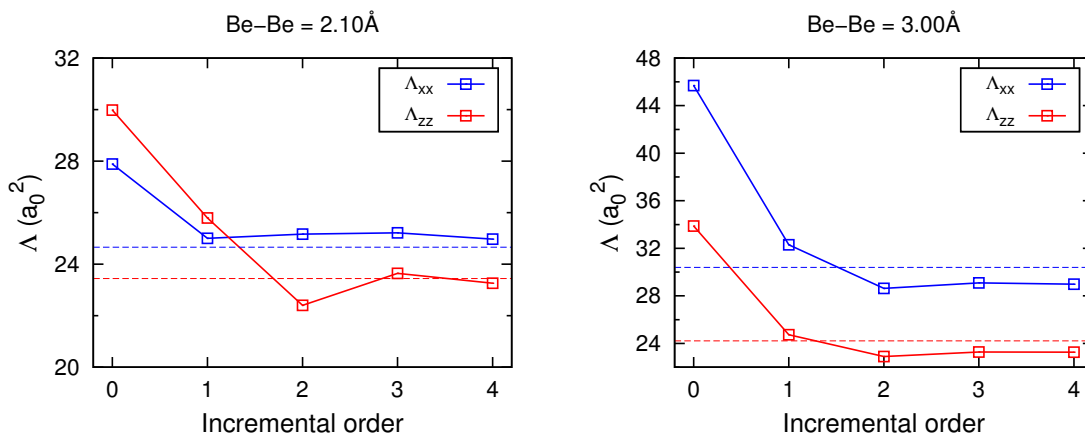 Be−Be = 2.10Å
Λ (a₀²)
32
28
24
20
Λxx
Λzz
0 1 2 3 4
Incremental order
Be−Be = 3.00Å
Λ (a₀²)
48
44
40
36
32
28
24
Λxx
Λzz
0 1 2 3 4
Incremental order